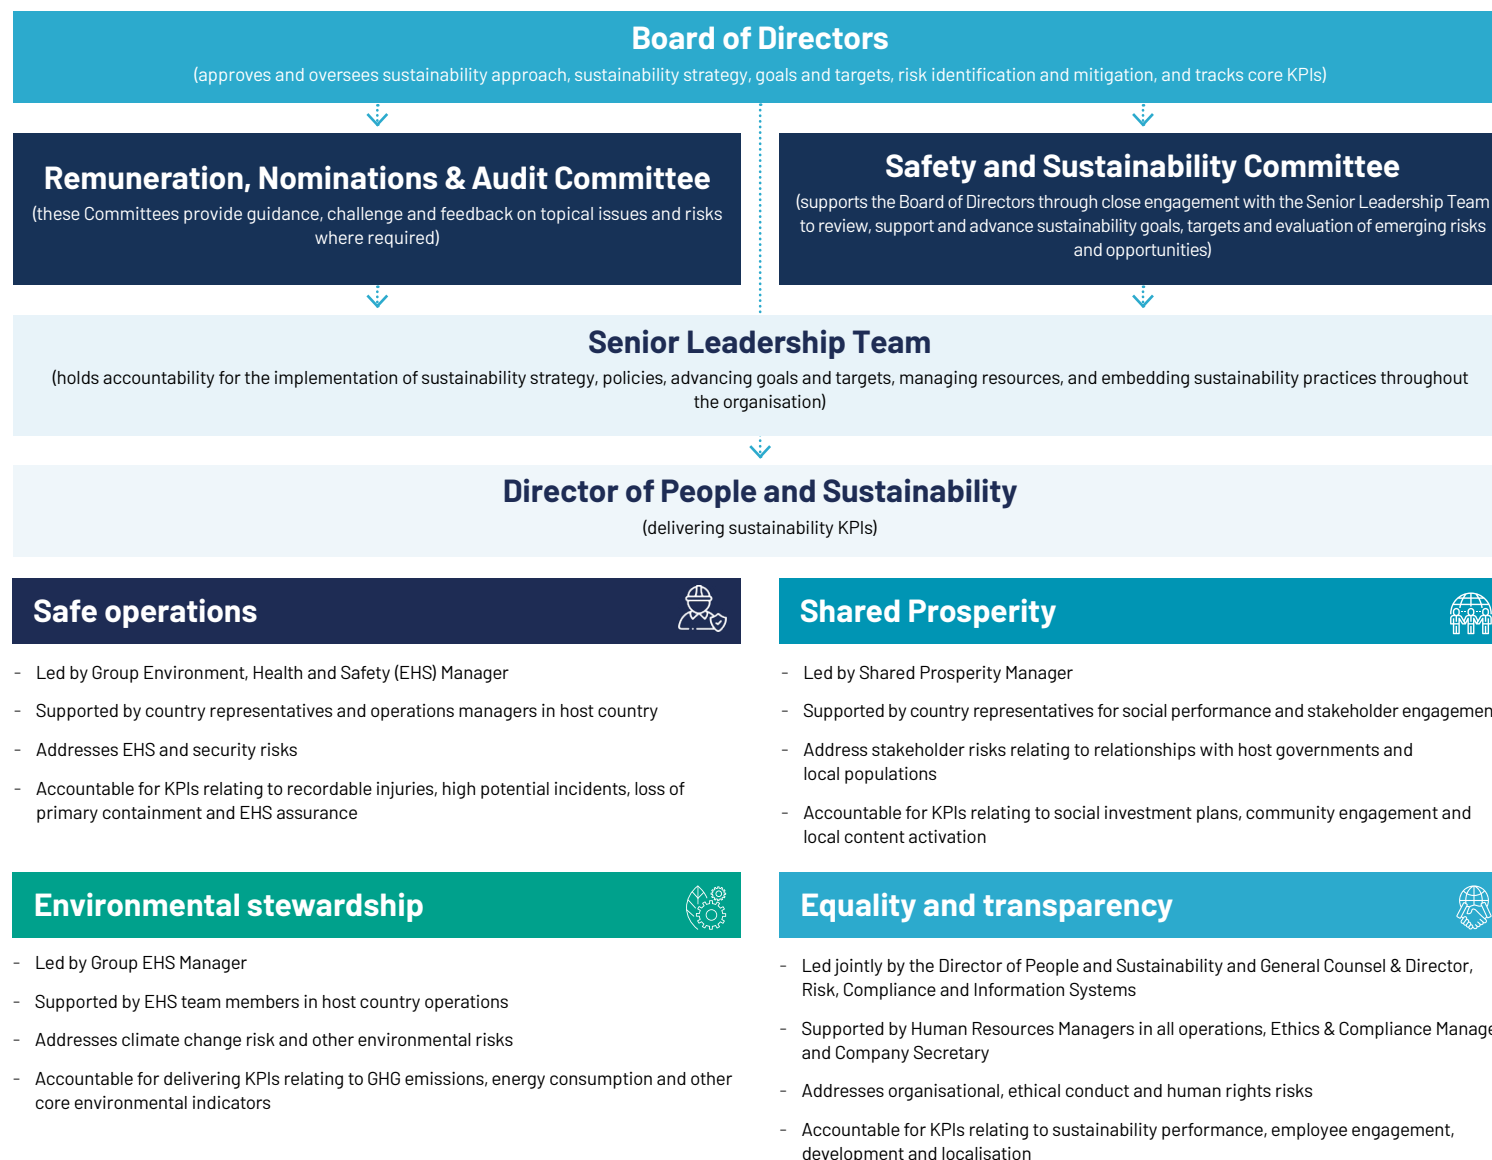 Board of Directors
(approves and oversees sustainability approach, sustainability strategy, goals and targets, risk identification and mitigation, and tracks core KPIs)
Remuneration, Nominations & Audit Committee
(these Committees provide guidance, challenge and feedback on topical issues and risks
where required)
Safety and Sustainability Committee
(supports the Board of Directors through close engagement with the Senior Leadership Team
to review, support and advance sustainability goals, targets and evaluation of emerging risks
and opportunities)
Senior Leadership Team
(holds accountability for the implementation of sustainability strategy, policies, advancing goals and targets, managing resources, and embedding sustainability practices throughout
the organisation)
Director of People and Sustainability
(delivering sustainability KPIs)
Safe operations
- Led by Group Environment, Health and Safety (EHS) Manager
- Supported by country representatives and operations managers in host country
- Addresses EHS and security risks
- Accountable for KPIs relating to recordable injuries, high potential incidents, loss of
primary containment and EHS assurance
Shared Prosperity
- Led by Shared Prosperity Manager
- Supported by country representatives for social performance and stakeholder engagemen
- Address stakeholder risks relating to relationships with host governments and
local populations
- Accountable for KPIs relating to social investment plans, community engagement and
local content activation
Environmental stewardship
- Led by Group EHS Manager
- Supported by EHS team members in host country operations
- Addresses climate change risk and other environmental risks
- Accountable for delivering KPIs relating to GHG emissions, energy consumption and other
core environmental indicators
Equality and transparency
- Led jointly by the Director of People and Sustainability and General Counsel & Director,
Risk, Compliance and Information Systems
- Supported by Human Resources Managers in all operations, Ethics & Compliance Manage
and Company Secretary
- Addresses organisational, ethical conduct and human rights risks
- Accountable for KPIs relating to sustainability performance, employee engagement,
development and localisation